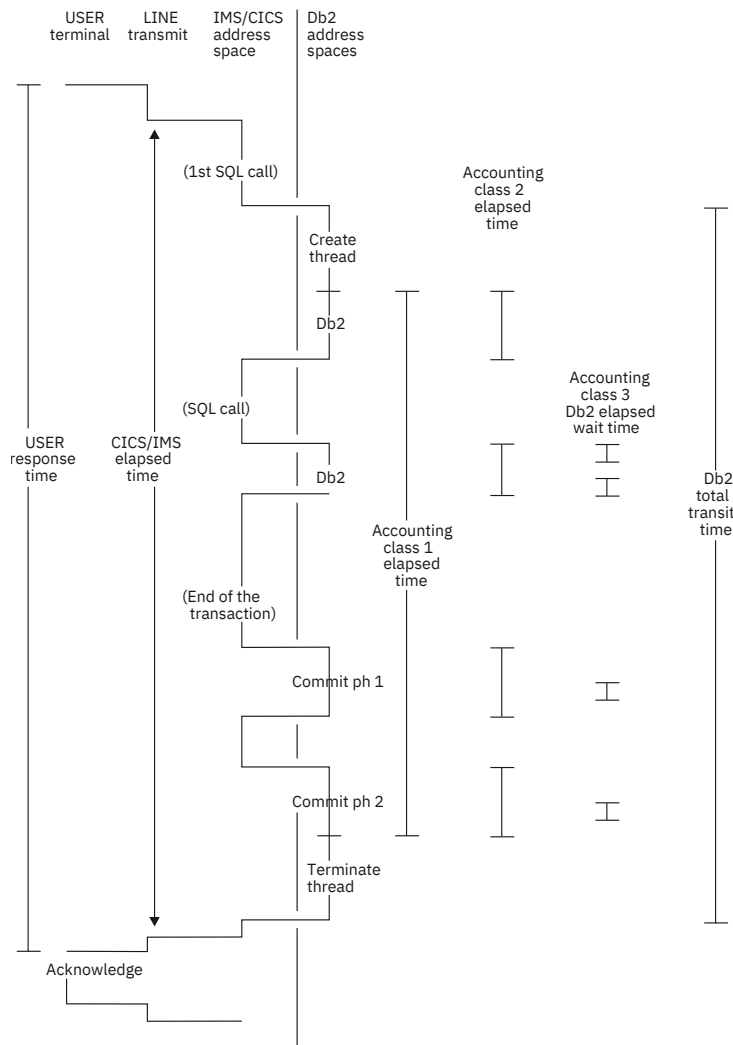 USER
terminal
LINE
transmit
IMS/CICS
address
space
Db2
address
spaces
(1st SQL call)
Accounting
class 2
elapsed
time
Create
thread
Db2
(SQL call)
Accounting
class 3
Db2 elapsed
wait time
USER
response
time
CICS/IMS
elapsed
time
Db2
Db2
total
transit
time
Accounting
class 1
elapsed
time
(End of the
transaction)
Commit ph 1
Commit ph 2
Terminate
thread
Acknowledge